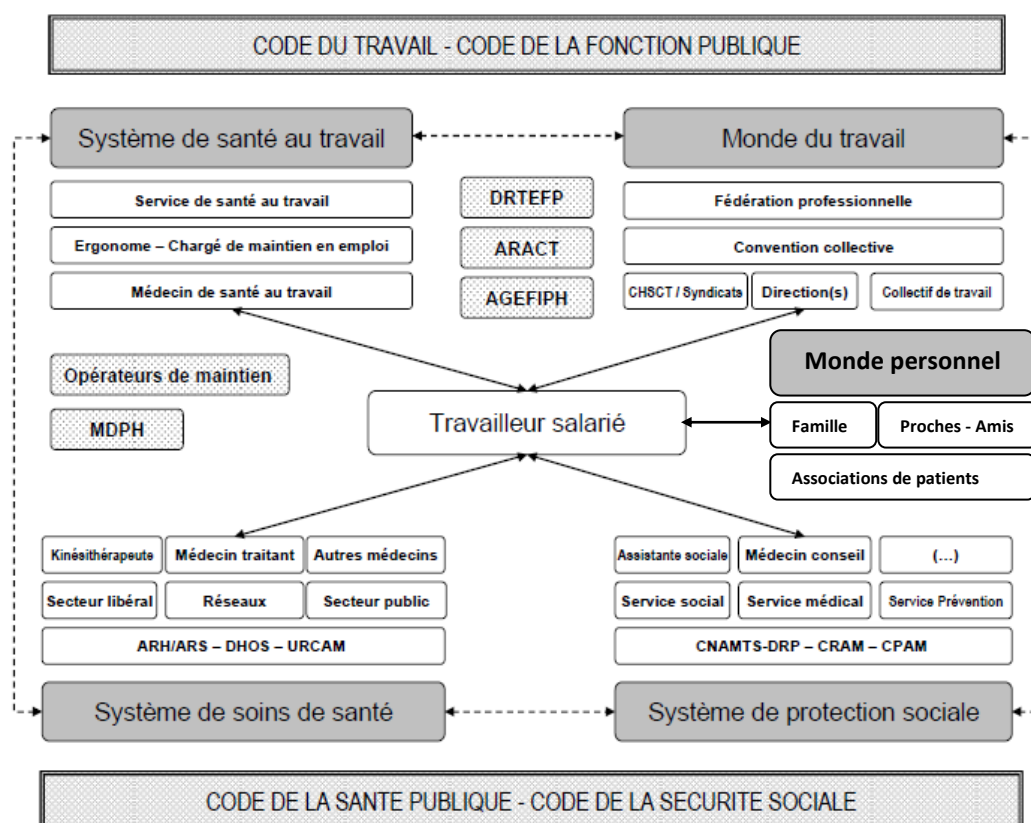 CODE DU TRAVAIL - CODE DE LA FONCTION PUBLIQUE
Système de santé au travail
Monde du travail
Service de santé au travail
DRTEFP
Fédération professionnelle
Ergonome – Chargé de maintien en emploi
ARACT
Convention collective
Médecin de santé au travail
AGEFIPH
CHSCT / Syndicats
Direction(s)
Collectif de travail
Monde personnel
Opérateurs de maintien
MDPH
Travailleur salarié
Famille
Proches - Amis
Associations de patients
Kinésithérapeute
Médecin traitant
Autres médecins
Assistante sociale
Médecin conseil
(...)
Secteur libéral
Réseaux
Secteur public
Service social
Service médical
Service Prévention
ARH/ARS – DHOS – URCAM
CNAMTS-DRP – CRAM – CPAM
Système de soins de santé
Système de protection sociale
CODE DE LA SANTE PUBLIQUE - CODE DE LA SECURITE SOCIALE